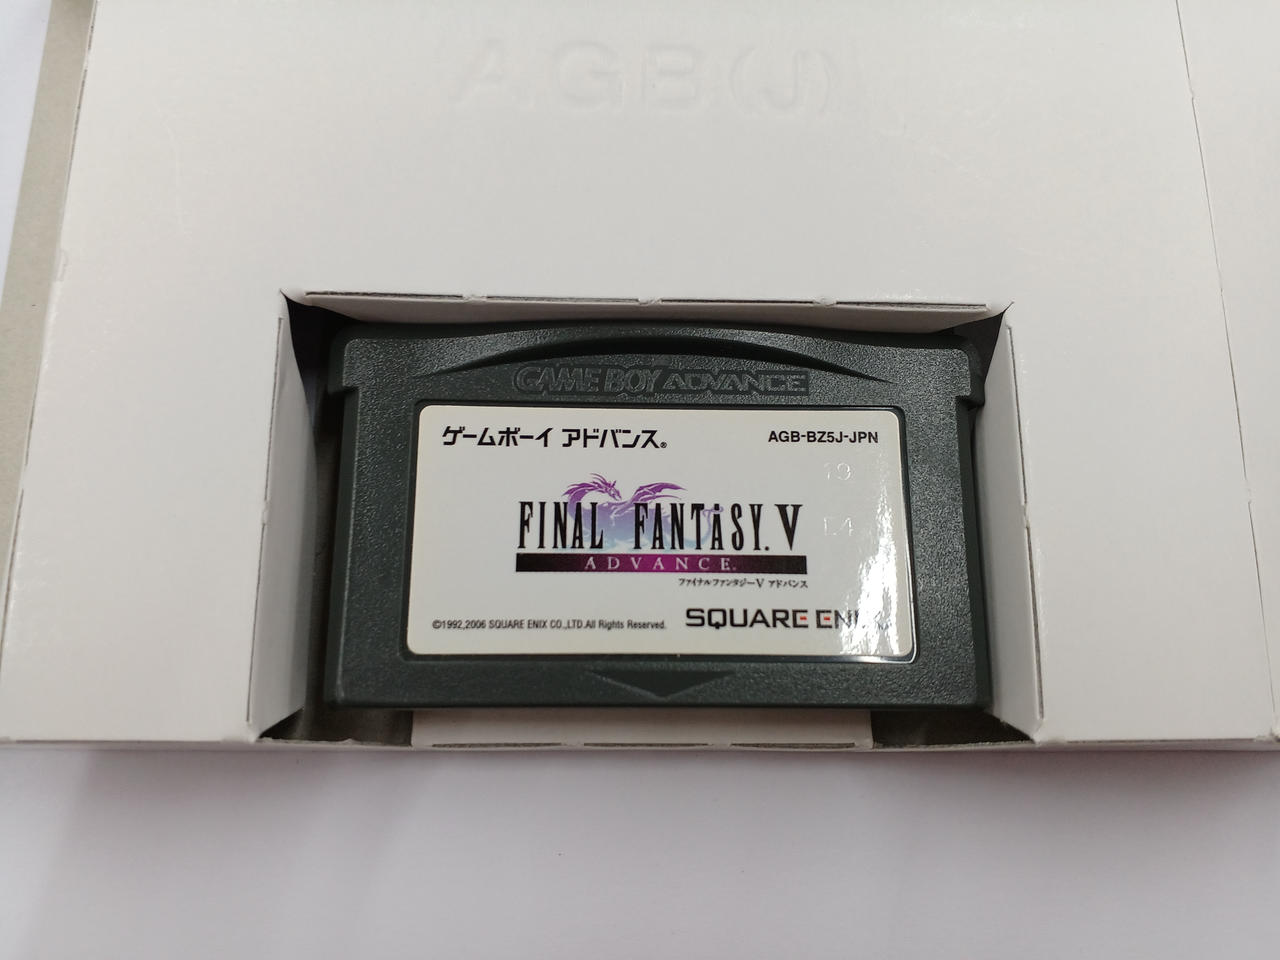 AGB(J)
GAME BOY ADVANCE
ゲームボーイ アドバンス®
AGB-BZ5J-JPN
19
FINAL FANTASY. V
ADVANCE.
ファイナルファンタジーV アドバンス
©1992,2006 SQUARE ENIX CO.,LTD.All Rights Reserved.
SQUARE ENIX